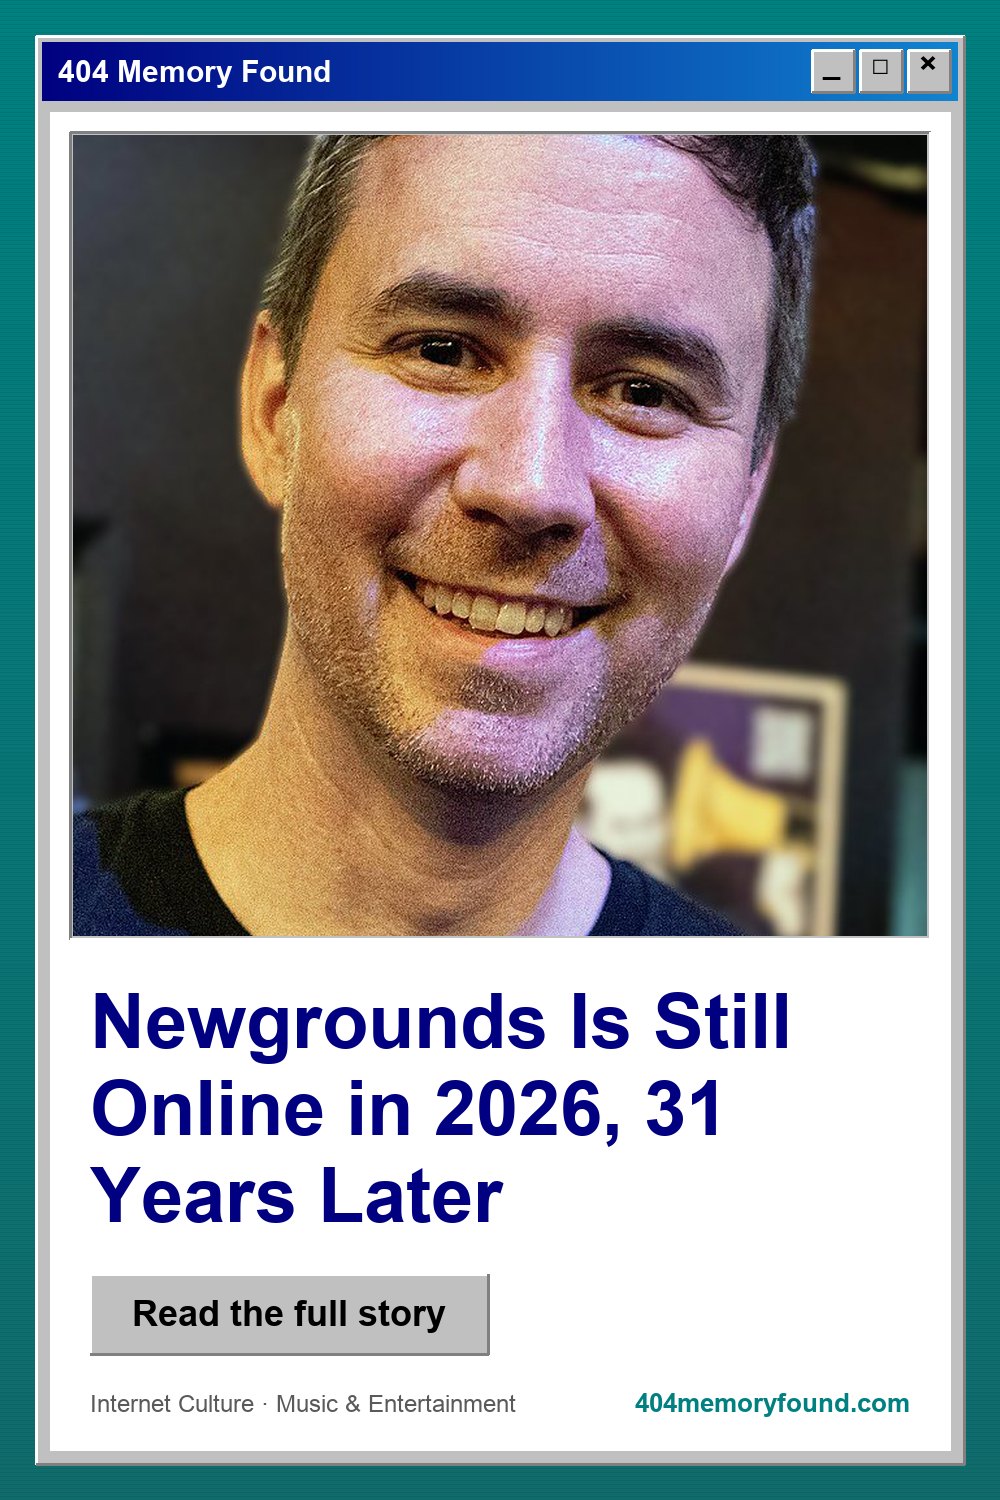 404 Memory Found
Newgrounds Is Still
Online in 2026, 31
Years Later
Read the full story
Internet Culture · Music & Entertainment
404memoryfound.com